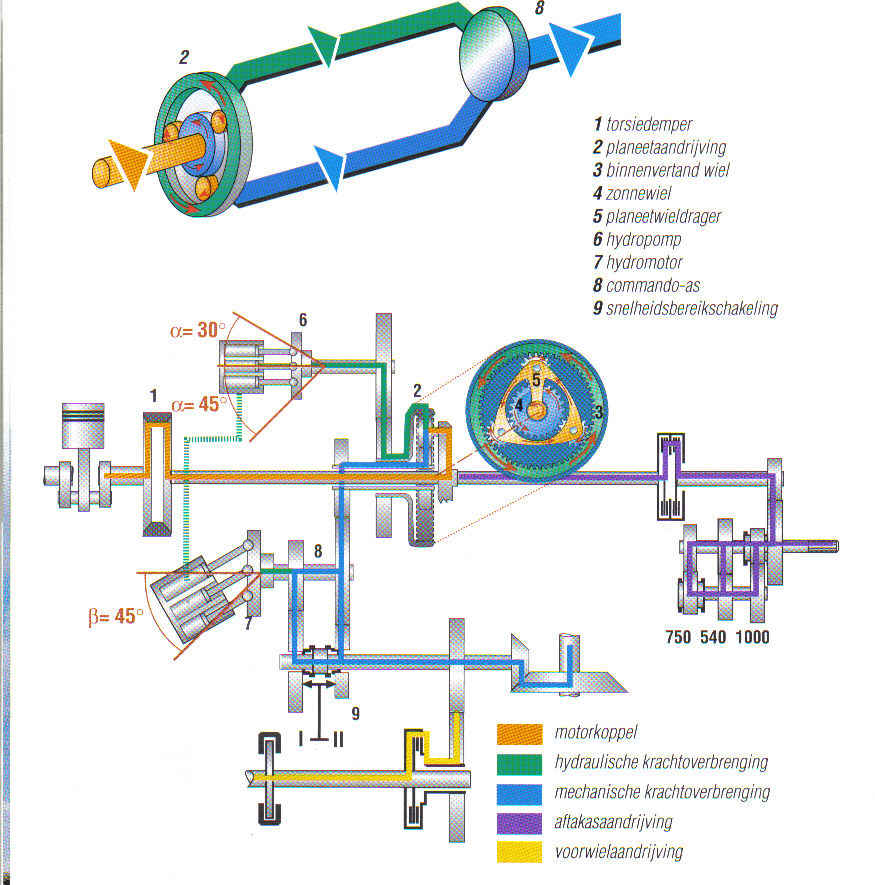 8
2
1 torsiedemper
2 planeetaandrijving
3 binnenvertand wiel
4 zonnewiel
5 planeetwieldrager
6 hydropomp
7 hydromotor
8 commando-as
9 snelheidsbereikschakeling
6
α= 30°
1
α= 45°
2
5
4
3
8
β= 45°
7
750 540 1000
9
I II
motorkoppel
hydraulische krachtoverbrenging
mechanische krachtoverbrenging
aftakasaandrijving
voorwielaandrijving